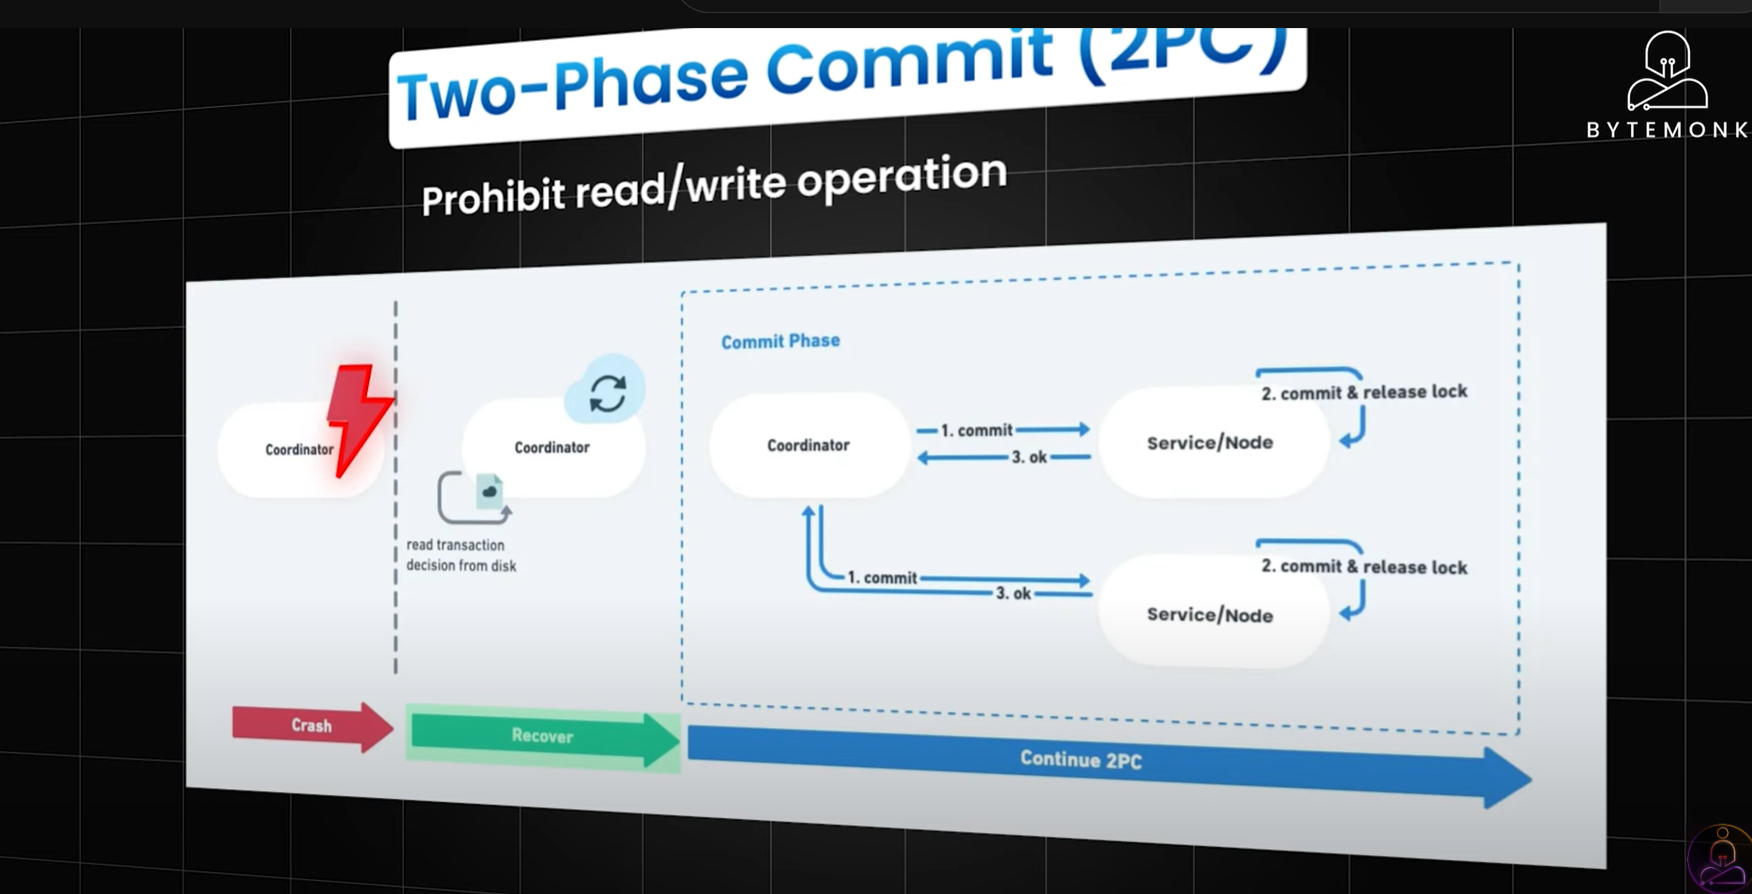 Two-Phase Commit (2PC)
BYTEMONK
Prohibit read/write operation
Commit Phase
Coordinator
Coordinator
read transaction
decision from disk
Coordinator
1. commit
3. ok
Service/Node
2. commit & release lock
1. commit
3. ok
Service/Node
2. commit & release lock
Crash
Recover
Continue 2PC